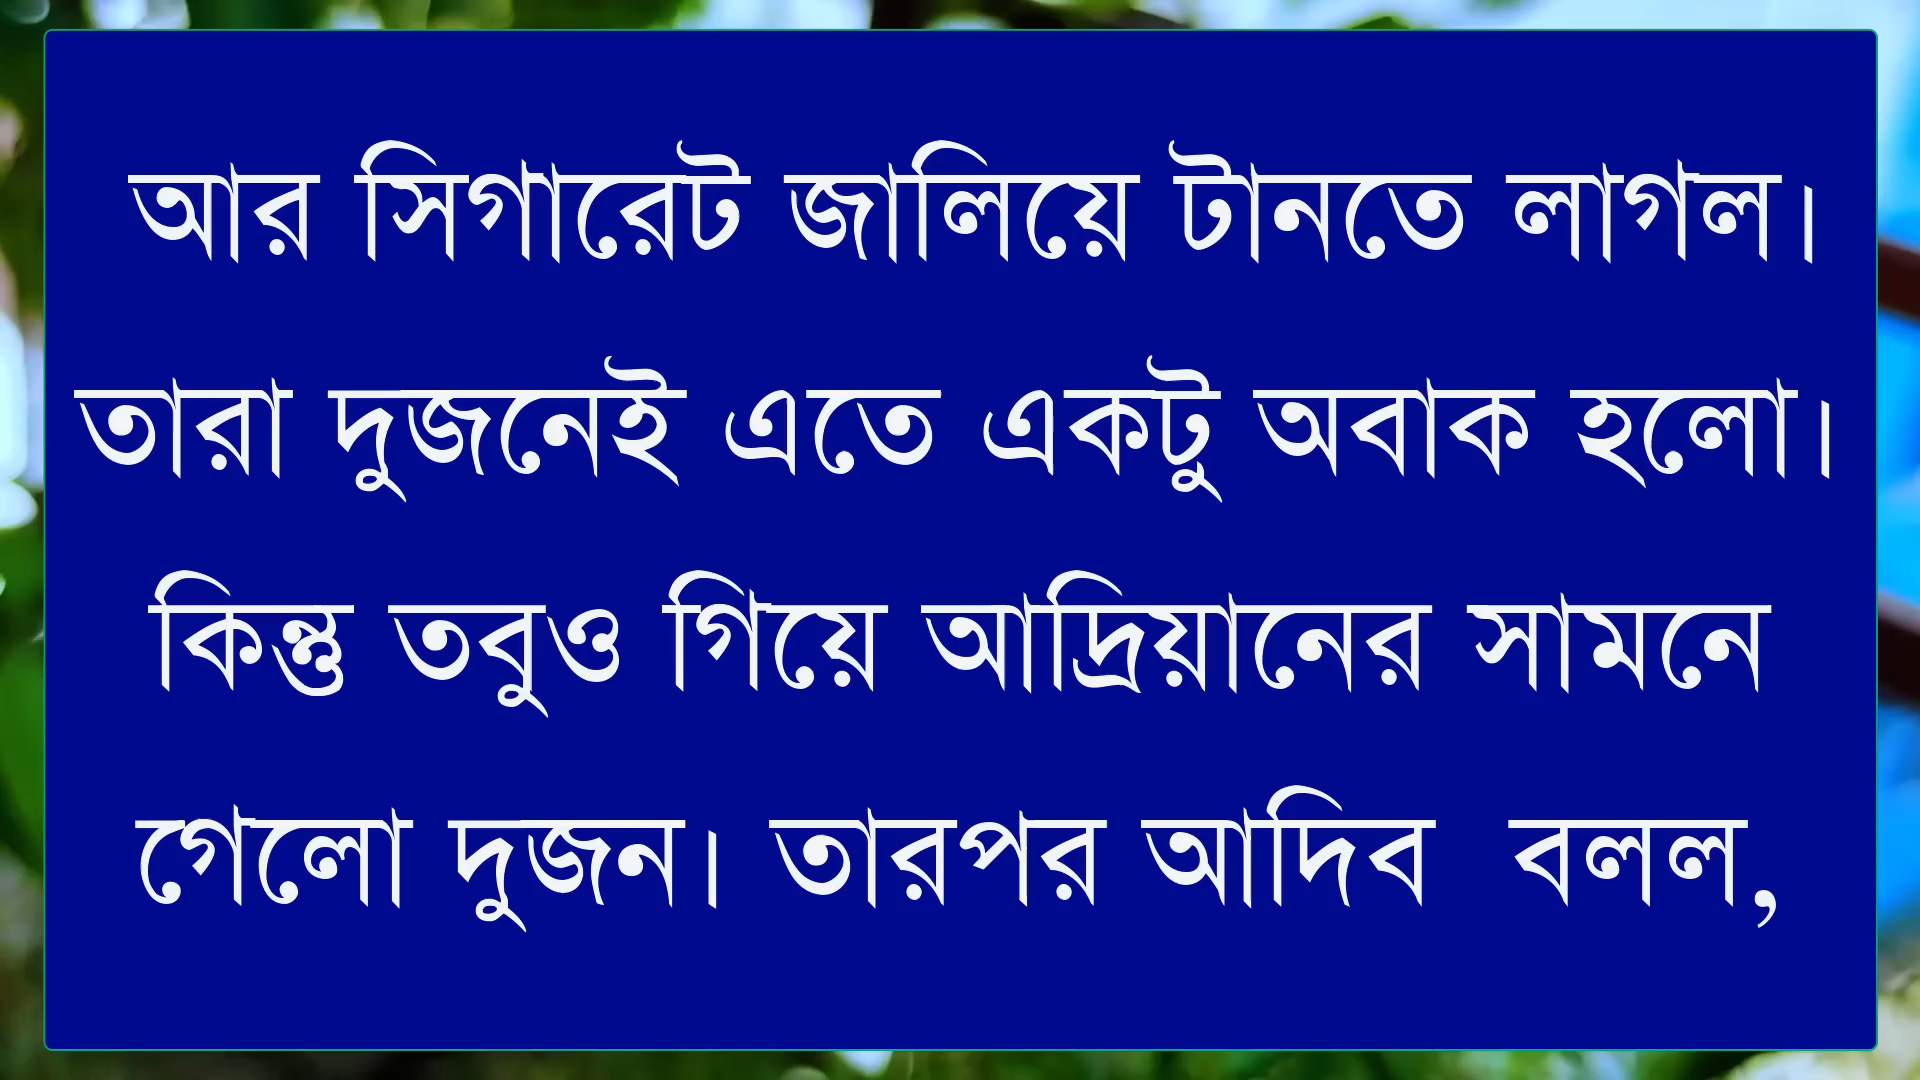 আর সিগারেট জালিয়ে টানতে লাগল।
তারা দুজনেই এতে একটু অবাক হলো।
কিন্তু তবুও গিয়ে আদ্রিয়ানের সামনে
গেলো দুজন। তারপর আদিব  বলল,